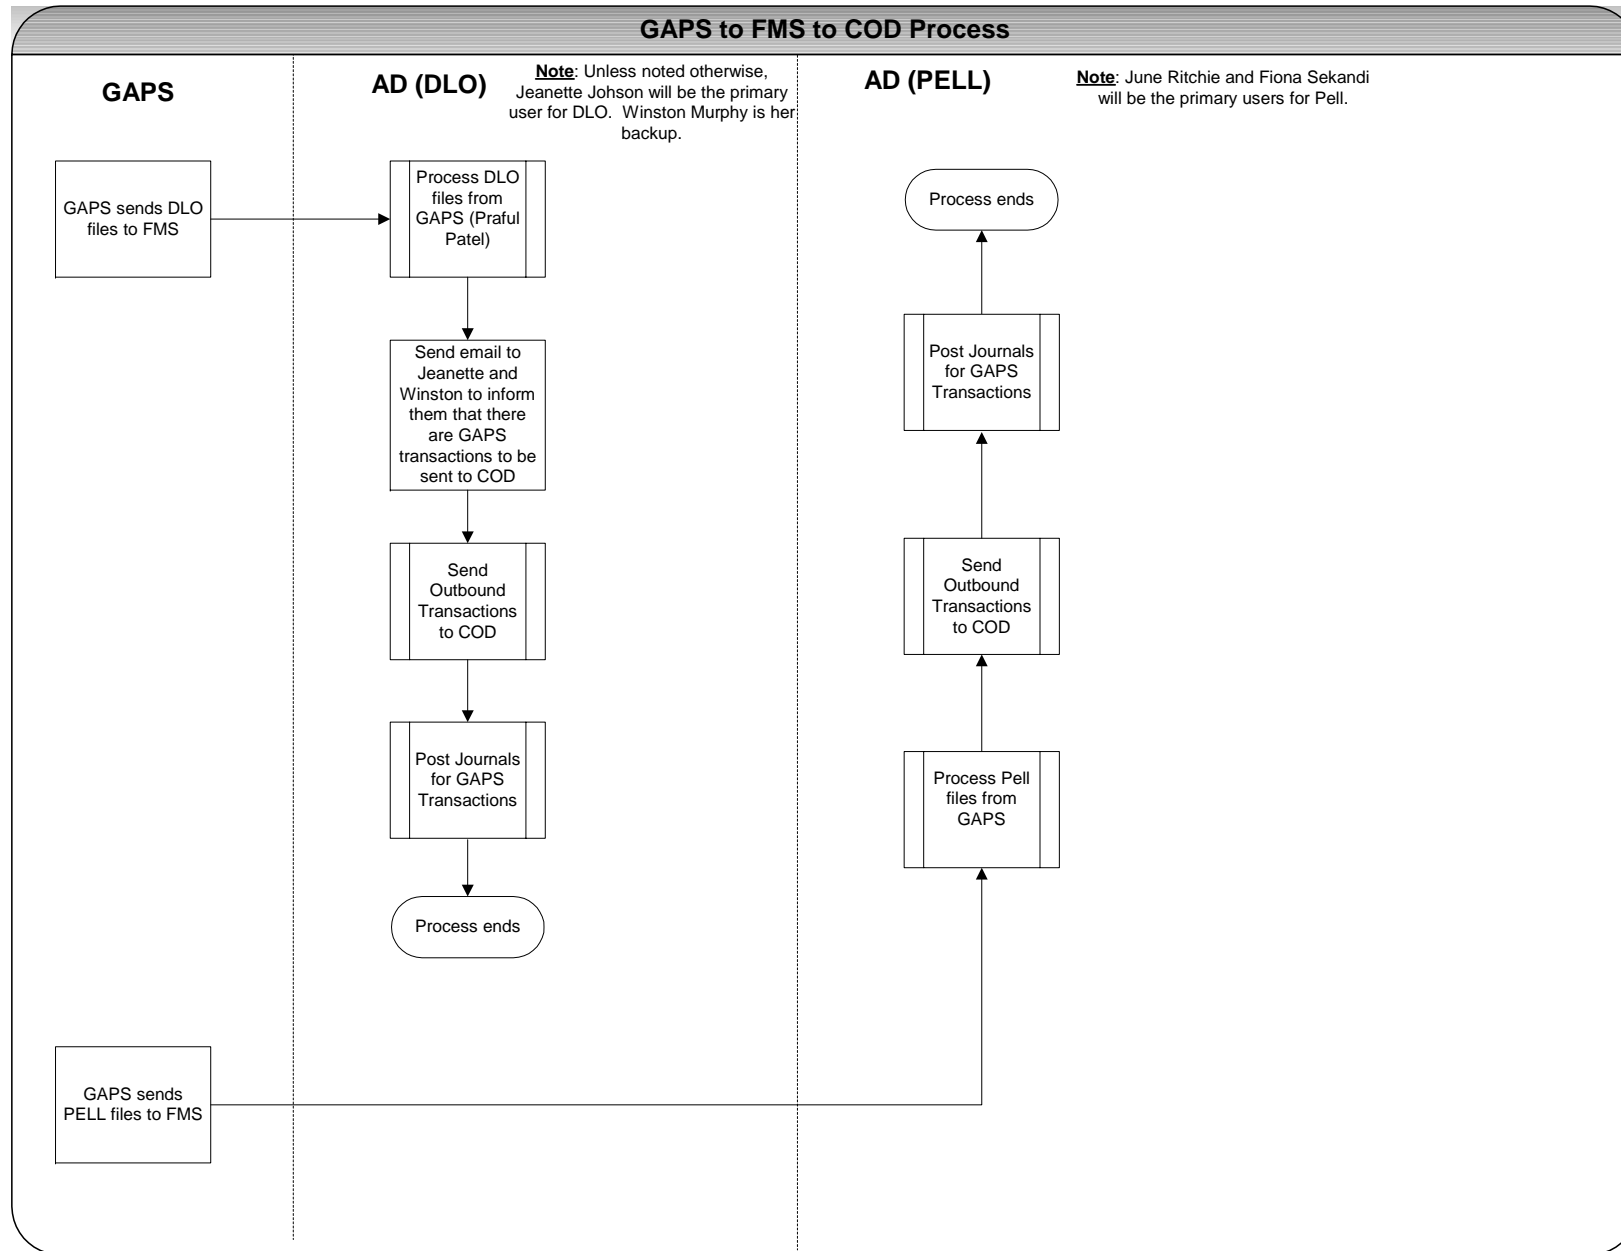 GAPS to FMS to COD Process
GAPS
AD (DLO)
Note: Unless noted otherwise,
Jeanette Johson will be the primary
user for DLO. Winston Murphy is her
backup.
AD (PELL)
Note: June Ritchie and Fiona Sekandi
will be the primary users for Pell.
GAPS sends DLO
files to FMS
Process DLO
files from
GAPS (Praful
Patel)
Send email to
Jeanette and
Winston to inform
them that there
are GAPS
transactions to be
sent to COD
Send
Outbound
Transactions
to COD
Post Journals
for GAPS
Transactions
Process ends
Process ends
Post Journals
for GAPS
Transactions
Send
Outbound
Transactions
to COD
Process Pell
files from
GAPS
GAPS sends
PELL files to FMS